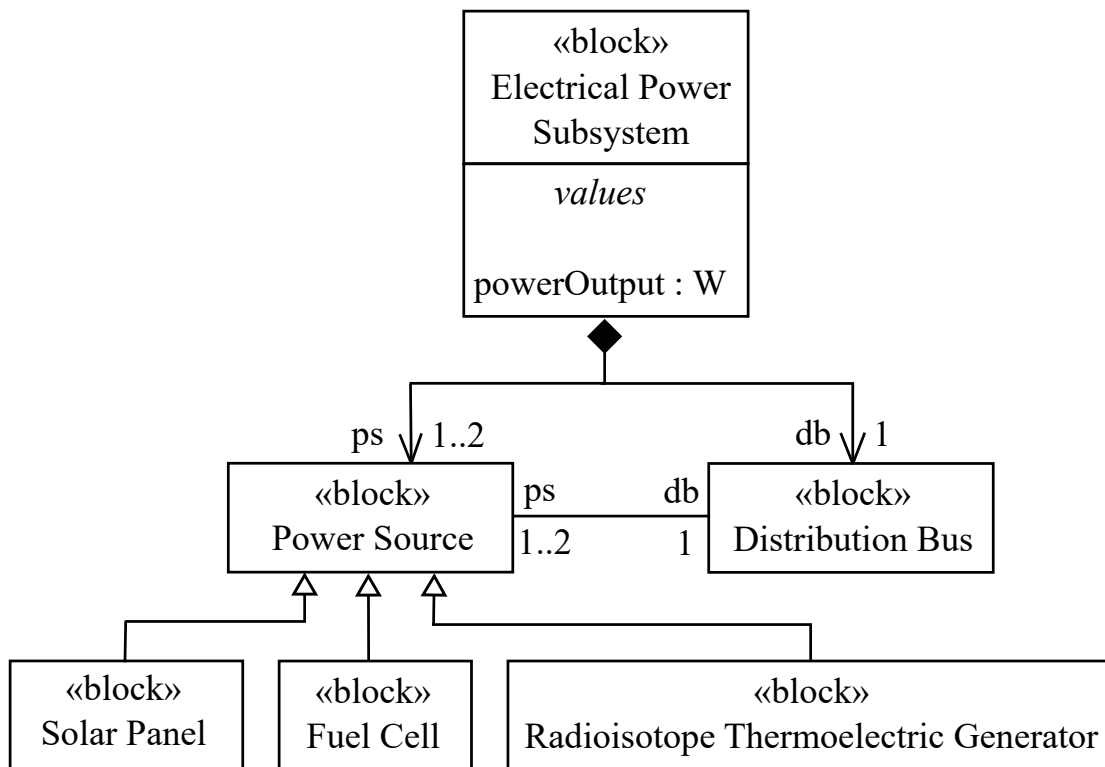 «block»
Electrical Power
Subsystem
values
powerOutput : W
ps 1..2
db 1
«block»
Power Source
ps db
1..2 1
«block»
Distribution Bus
«block»
Solar Panel
«block»
Fuel Cell
«block»
Radioisotope Thermoelectric Generator